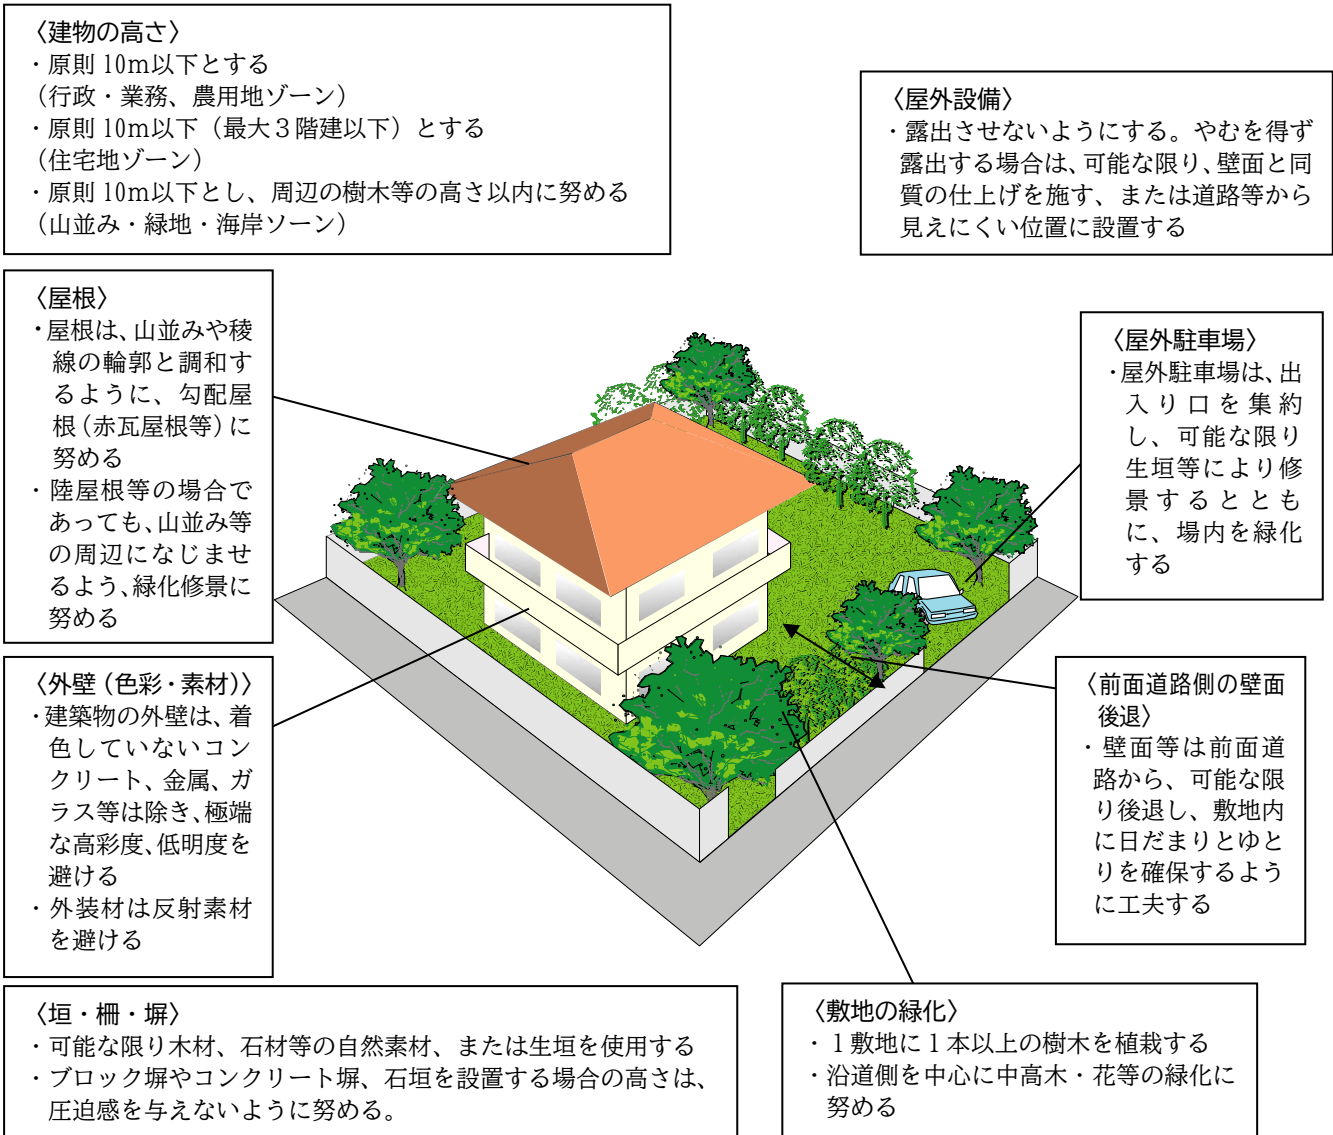 〈建物の高さ〉
・原則 10m以下とする
（行政・業務、農用地ゾーン）
・原則 10m以下（最大３階建以下）とする
（住宅地ゾーン）
・原則 10m以下とし、周辺の樹木等の高さ以内に努める
（山並み・緑地・海岸ソーン）
〈屋外設備〉
・露出させないようにする。やむを得ず
露出する場合は、可能な限り、壁面と同
質の仕上げを施す、または道路等から
見えにくい位置に設置する
〈屋根〉
・屋根は、山並みや稜
線の輪郭と調和す
るように、勾配屋
根（赤瓦屋根等）に
努める
・陸屋根等の場合で
あっても、山並み等
の周辺になじませ
るよう、緑化修景に
努める
〈屋外駐車場〉
・屋外駐車場は、出
入り口を集約
し、可能な限り
生垣等により修
景するととも
に、場内を緑化
する
〈外壁（色彩・素材）〉
・建築物の外壁は、着
色していないコン
クリート、金属、ガ
ラス等は除き、極端
な高彩度、低明度を
避ける
・外装材は反射素材
を避ける
〈前面道路側の壁面
後退〉
・壁面等は前面道
路から、可能な限
り後退し、敷地内
に日だまりとゆと
りを確保するよう
に工夫する
〈垣・柵・塀〉
・可能な限り木材、石材等の自然素材、または生垣を使用する
・ブロック塀やコンクリート塀、石垣を設置する場合の高さは、
圧迫感を与えないように努める。
〈敷地の緑化〉
・１敷地に１本以上の樹木を植栽する
・沿道側を中心に中高木・花等の緑化に
努める